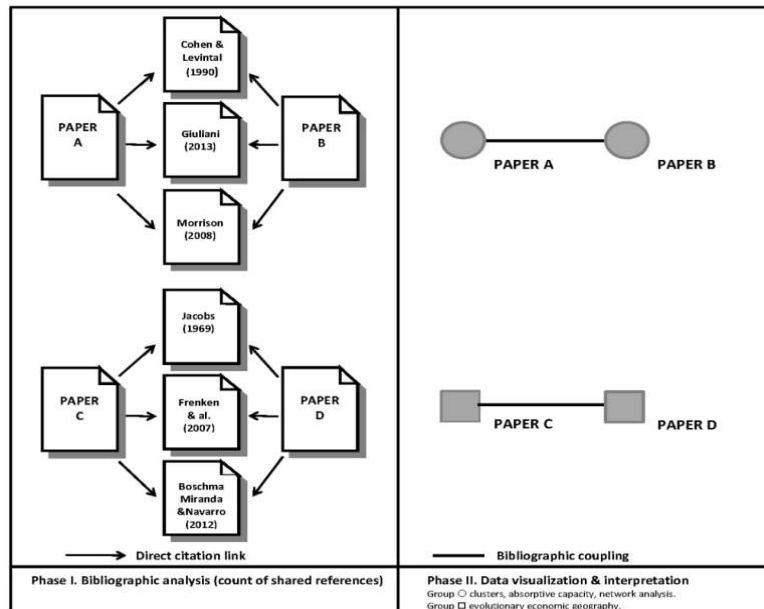 Cohen &
Levintal
(1990)
PAPER
A
Giuliani
(2013)
PAPER
B
Morrison
(2008)
Jacobs
(1969)
PAPER
C
Frenken
& al.
(2007)
PAPER
D
Boschma
Miranda
&Navarro
(2012)
Direct citation link
Phase I. Bibliographic analysis (count of shared references)
PAPER A
PAPER B
PAPER C
PAPER D
Bibliographic coupling
Phase II. Data visualization & interpretation
Group ○ clusters, absorptive capacity, network analysis.
Group □ evolutionary economic geography.